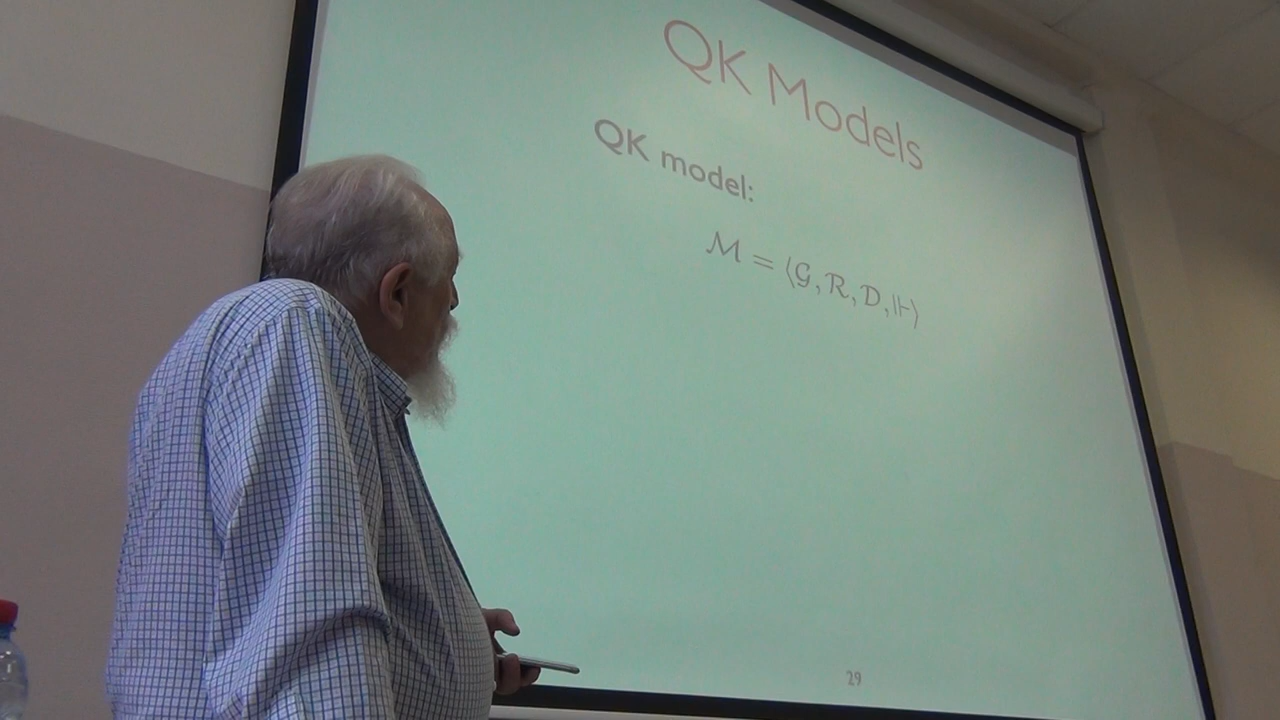 QK Models
QK model:
ℳ = ⟨𝒢, ℛ, 𝒟, ⊩⟩
29